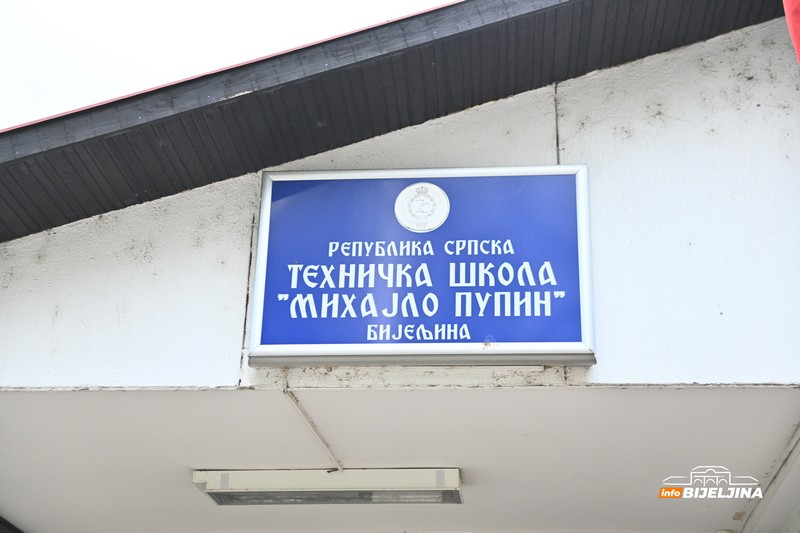 РЕПУБЛИКА СРПСКА
ТЕХНИЧКА ШКОЛА
"МИХАЈЛО ПУПИН"
БИЈЕЉИНА
info BIJELJINA